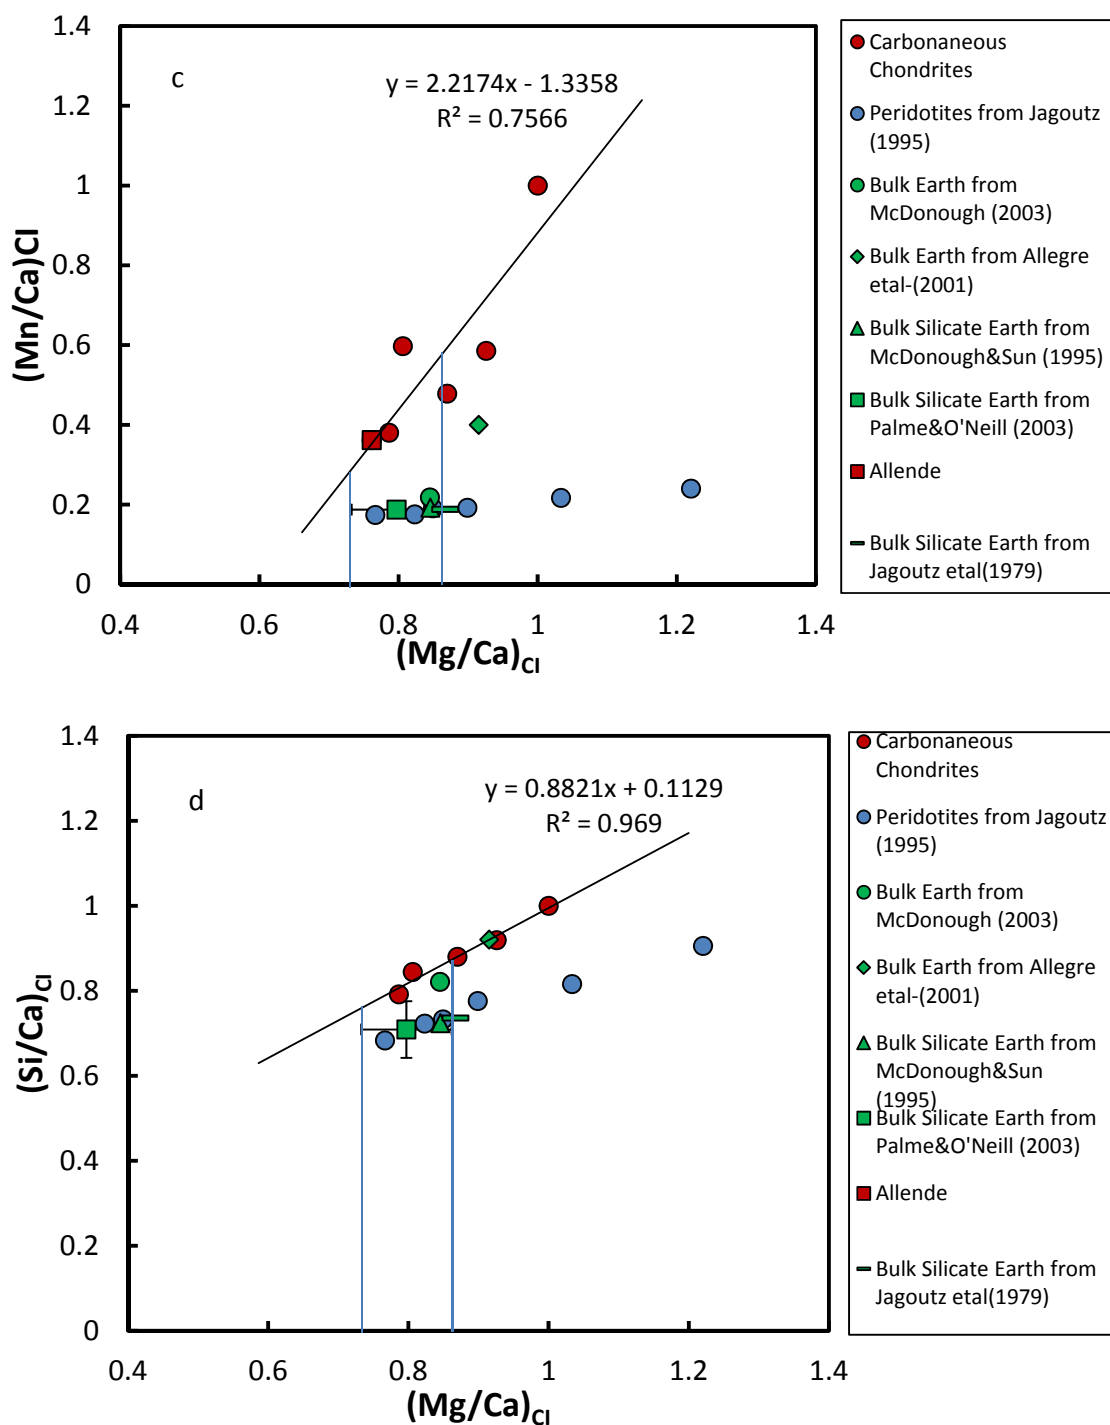 1.4
1.2
1
0.8
0.6
0.4
0.2
0
(Mn/Ca)CI
c
y = 2.2174x - 1.3358
R² = 0.7566
0.4
0.6
0.8
1
1.2
1.4
(Mg/Ca)CI
Carbonaneous
Chondrites
Peridotites from Jagoutz
(1995)
Bulk Earth from
McDonough (2003)
Bulk Earth from Allegre
etal-(2001)
Bulk Silicate Earth from
McDonough&Sun (1995)
Bulk Silicate Earth from
Palme&O'Neill (2003)
Allende
Bulk Silicate Earth from
Jagoutz etal(1979)
1.4
1.2
1
0.8
0.6
0.4
0.2
0
(Si/Ca)CI
d
y = 0.8821x + 0.1129
R² = 0.969
0.4
0.6
0.8
1
1.2
1.4
(Mg/Ca)CI
Carbonaneous
Chondrites
Peridotites from Jagoutz
(1995)
Bulk Earth from
McDonough (2003)
Bulk Earth from Allegre
etal-(2001)
Bulk Silicate Earth from
McDonough&Sun
(1995)
Bulk Silicate Earth from
Palme&O'Neill (2003)
Allende
Bulk Silicate Earth from
Jagoutz etal(1979)